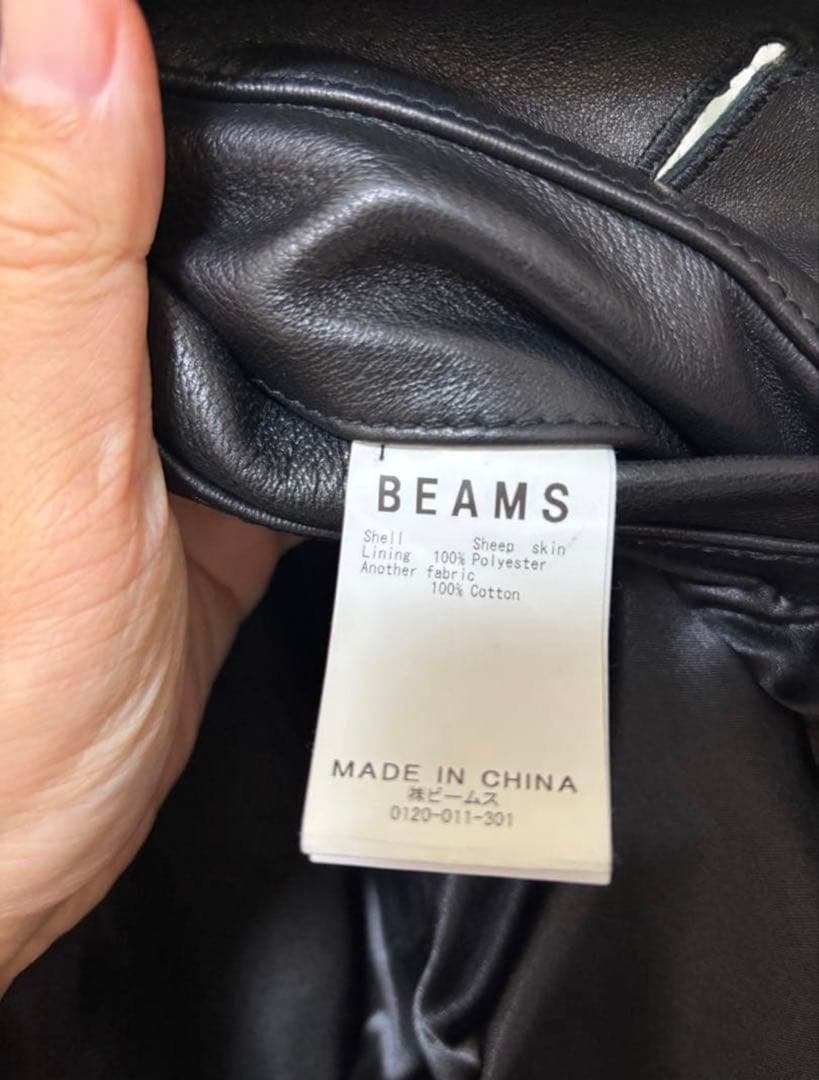 BEAMS
Shell Sheep skin
Lining 100% Polyester
Another fabric
100% Cotton
MADE IN CHINA
㈱ビームス
0120-011-301